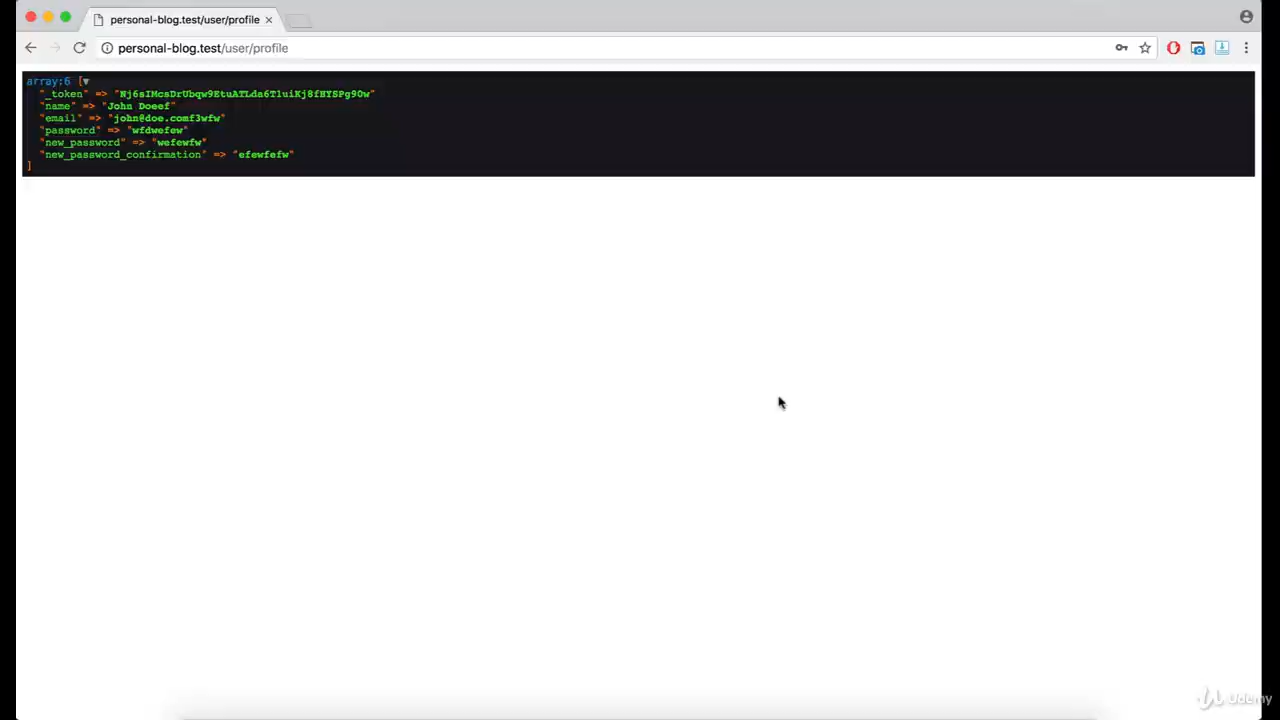 personal-blog.test/user/profile
personal-blog.test/user/profile
array:6 [▼
"_token" => "Nj6sIMcsDrUbqw9EtuATLda6T1uiKj8fHYSPg90w"
"name" => "John Doeef"
"email" => "john@doe.comf3wfw"
"password" => "wfdwefew"
"new_password" => "wefewfw"
"new_password_confirmation" => "efewfefw"
]
Udemy